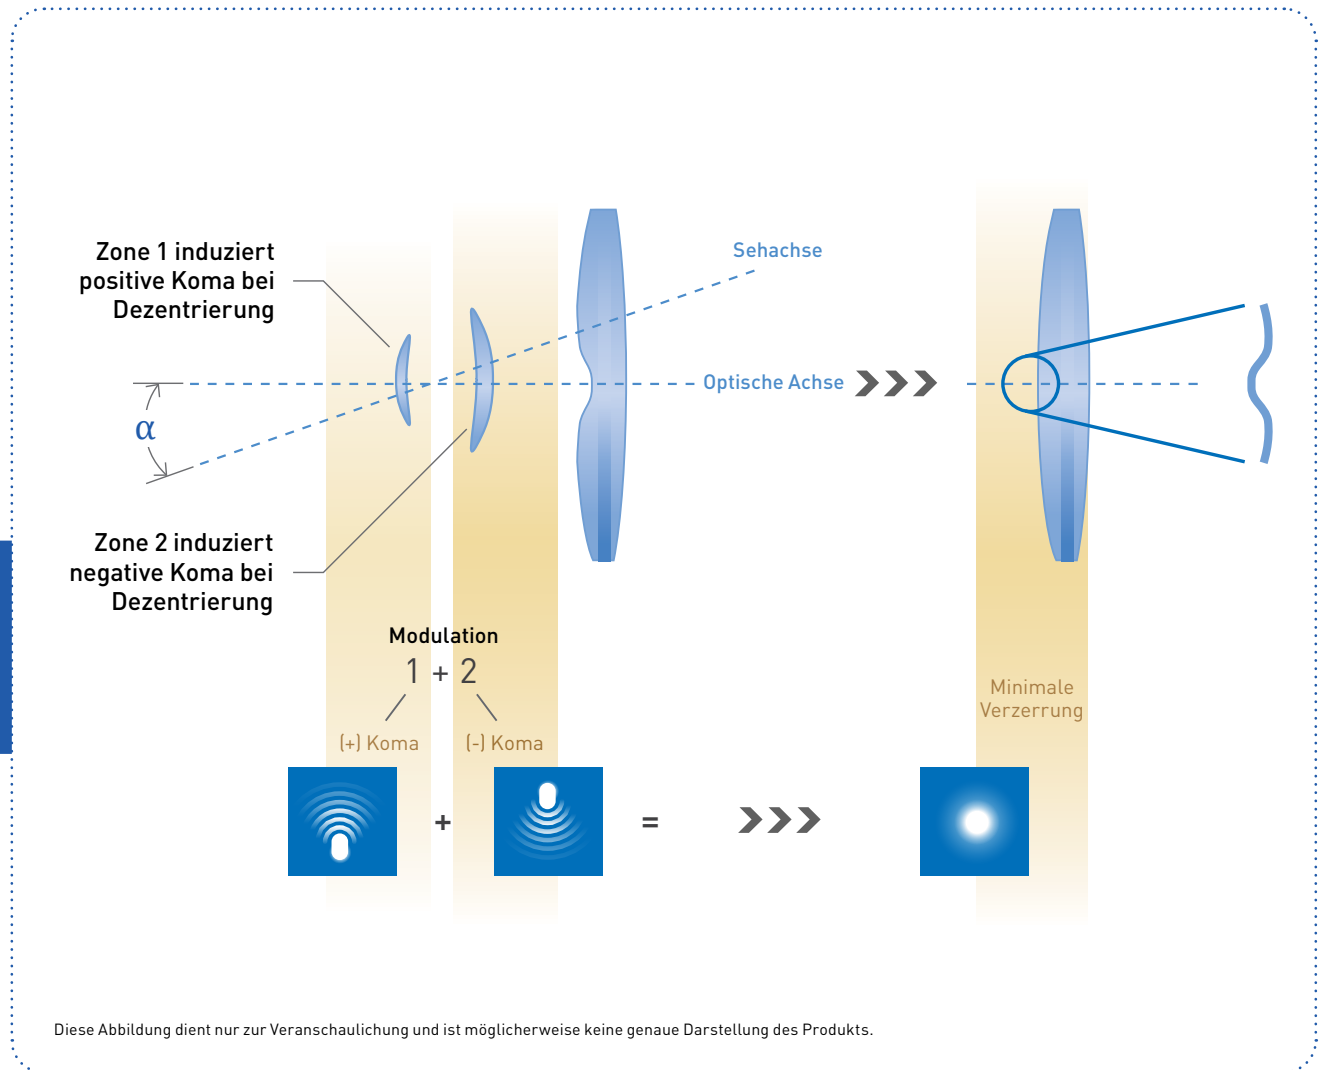 Zone 1 induziert
positive Koma bei
Dezentrierung
Sehachse
Optische Achse
α
Zone 2 induziert
negative Koma bei
Dezentrierung
Modulation
1 + 2
(+) Koma
(-) Koma
Minimale
Verzerrung
+
=
Diese Abbildung dient nur zur Veranschaulichung und ist möglicherweise keine genaue Darstellung des Produkts.